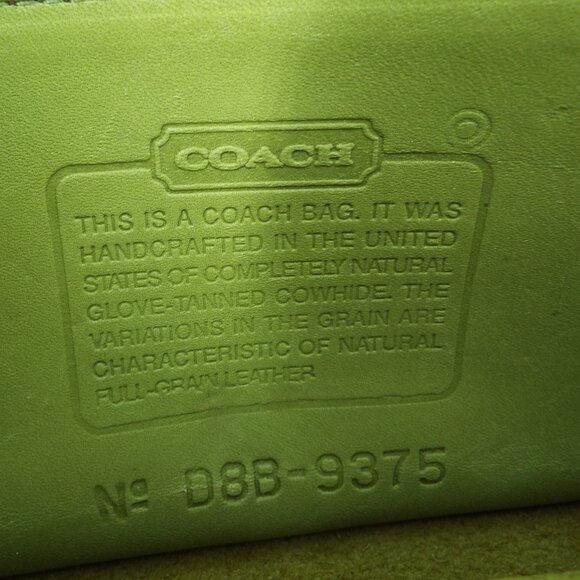 COACH
THIS IS A COACH BAG. IT WAS
HANDCRAFTED IN THE UNITED
STATES OF COMPLETELY NATURAL
GLOVE-TANNED COWHIDE. THE
VARIATIONS IN THE GRAIN ARE
CHARACTERISTIC OF NATURAL
FULL-GRAIN LEATHER
Nº D8B-9375